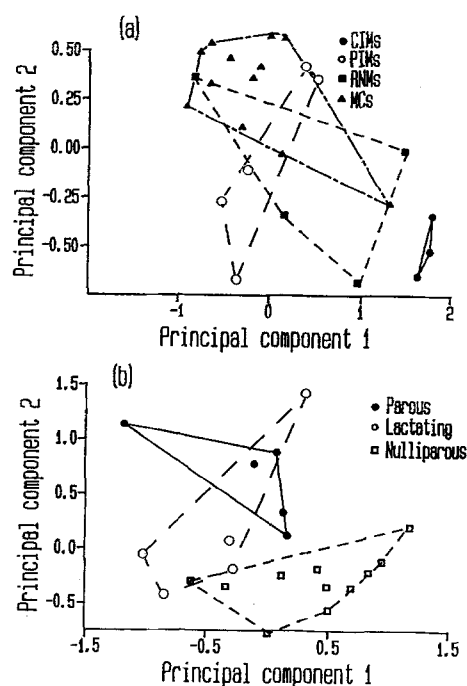 (a)
CIMs
PIMs
RNMs
MCs
0.50
0.25
0.00
-0.25
-0.50
Principal component 2
-1
0
1
2
Principal component 1
(b)
Parous
Lactating
Nulliparous
1.5
1.0
0.5
0.0
-0.5
Principal component 2
-1.5
-0.5
0.5
1.5
Principal component 1